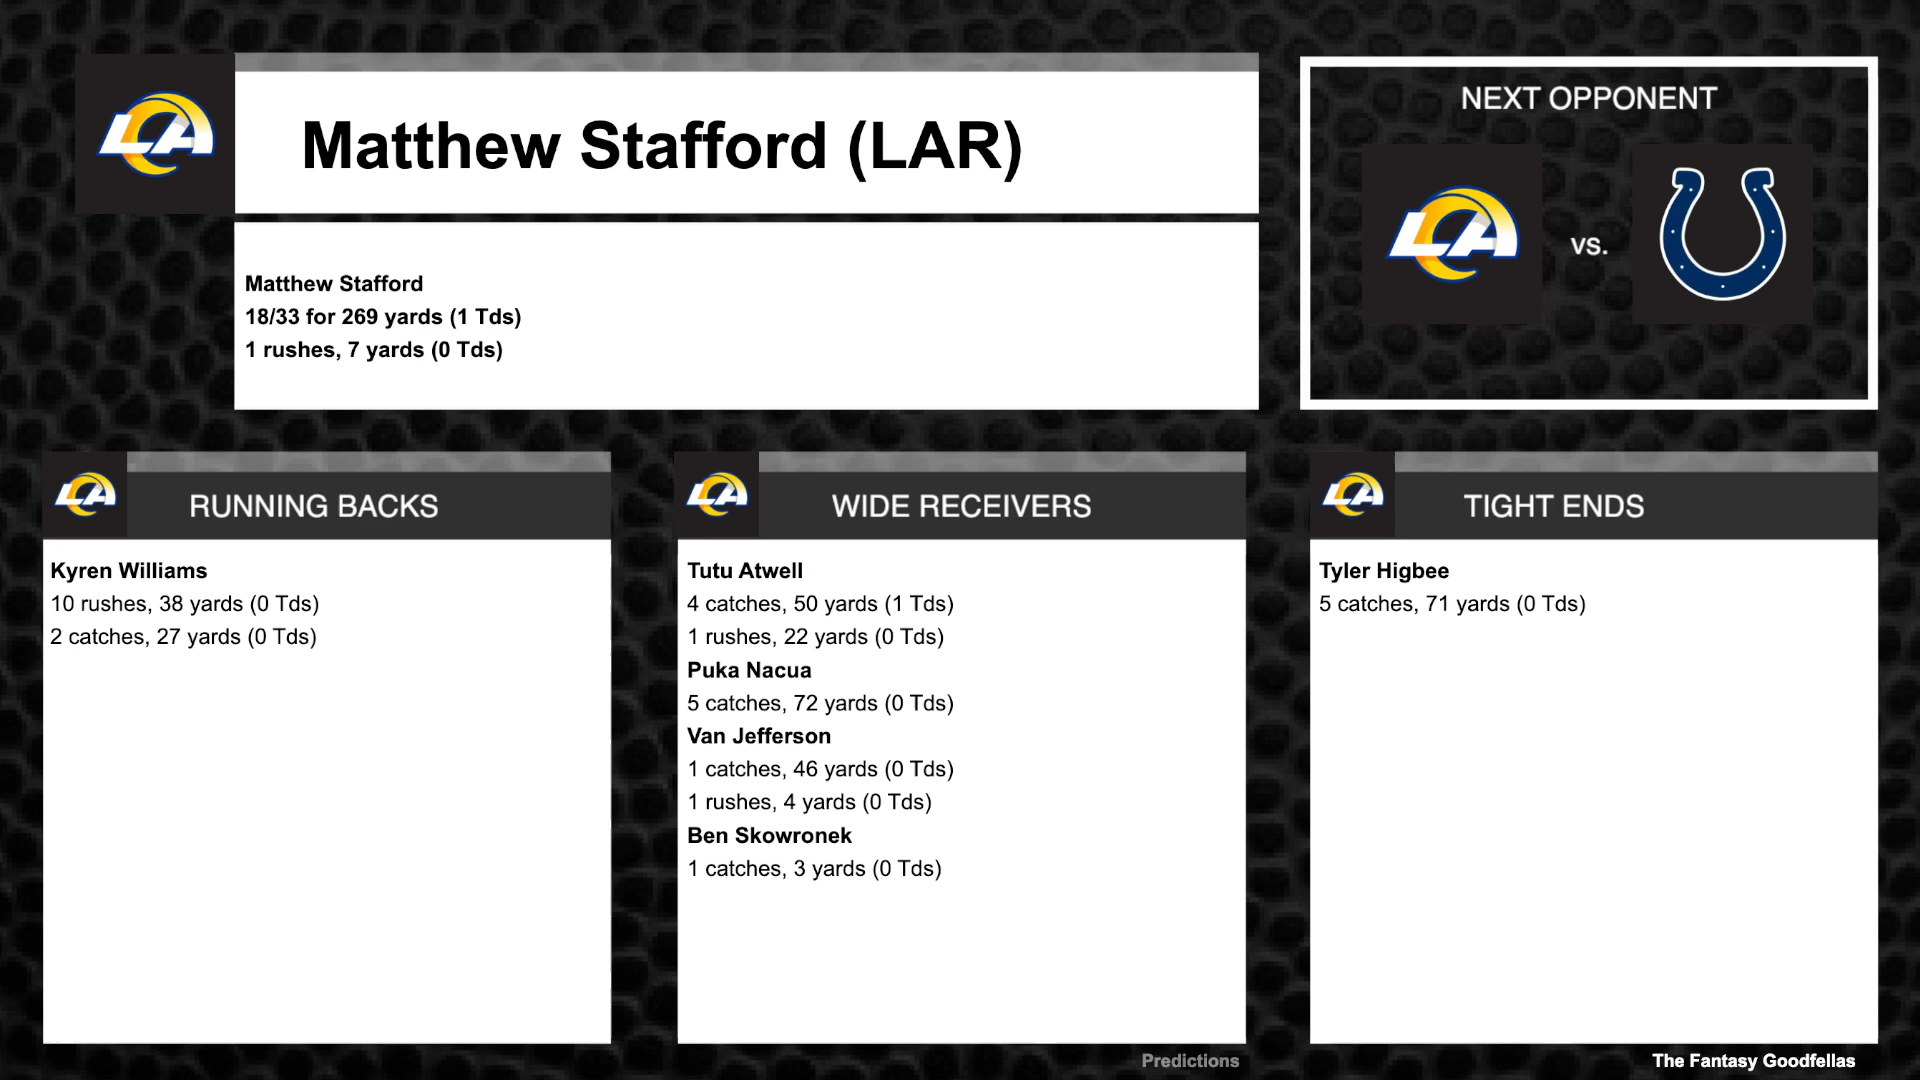 LA
Matthew Stafford (LAR)
Matthew Stafford
18/33 for 269 yards (1 Tds)
1 rushes, 7 yards (0 Tds)
NEXT OPPONENT
LA
vs.
LA
RUNNING BACKS
Kyren Williams
10 rushes, 38 yards (0 Tds)
2 catches, 27 yards (0 Tds)
LA
WIDE RECEIVERS
Tutu Atwell
4 catches, 50 yards (1 Tds)
1 rushes, 22 yards (0 Tds)
Puka Nacua
5 catches, 72 yards (0 Tds)
Van Jefferson
1 catches, 46 yards (0 Tds)
1 rushes, 4 yards (0 Tds)
Ben Skowronek
1 catches, 3 yards (0 Tds)
LA
TIGHT ENDS
Tyler Higbee
5 catches, 71 yards (0 Tds)
Predictions
The Fantasy Goodfellas